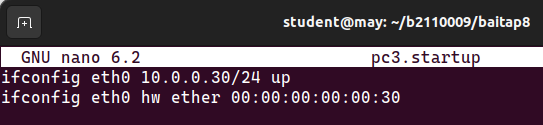 student@may: ~/b2110009/baitap8
GNU nano 6.2 pc3.startup
ifconfig eth0 10.0.0.30/24 up
ifconfig eth0 hw ether 00:00:00:00:00:30